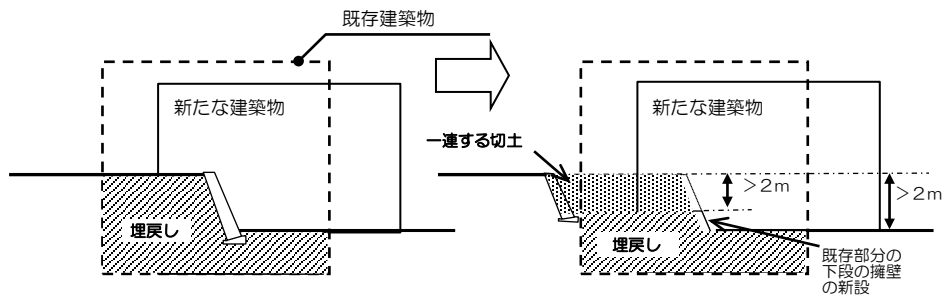 既存建築物
新たな建築物
埋戻し
新たな建築物
一連する切土
>2m
>2m
埋戻し
既存部分の
下段の擁壁
の新設